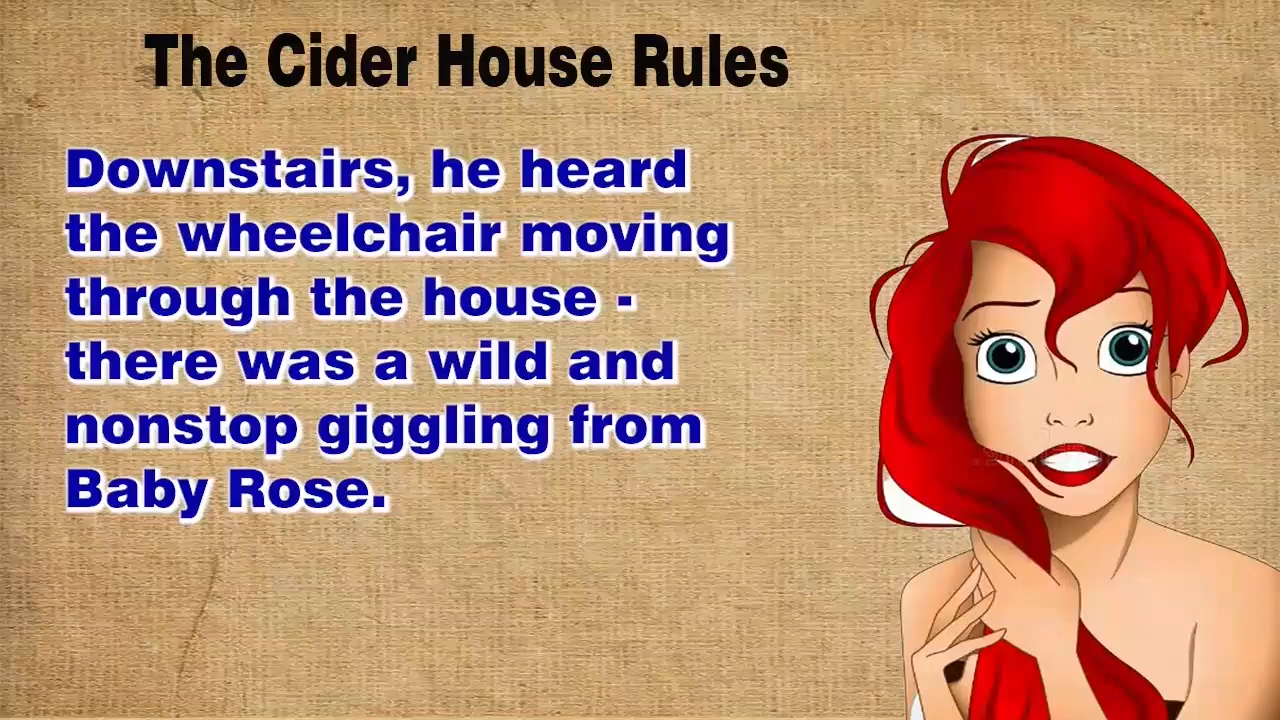 The Cider House Rules
Downstairs, he heard
the wheelchair moving
through the house -
there was a wild and
nonstop giggling from
Baby Rose.